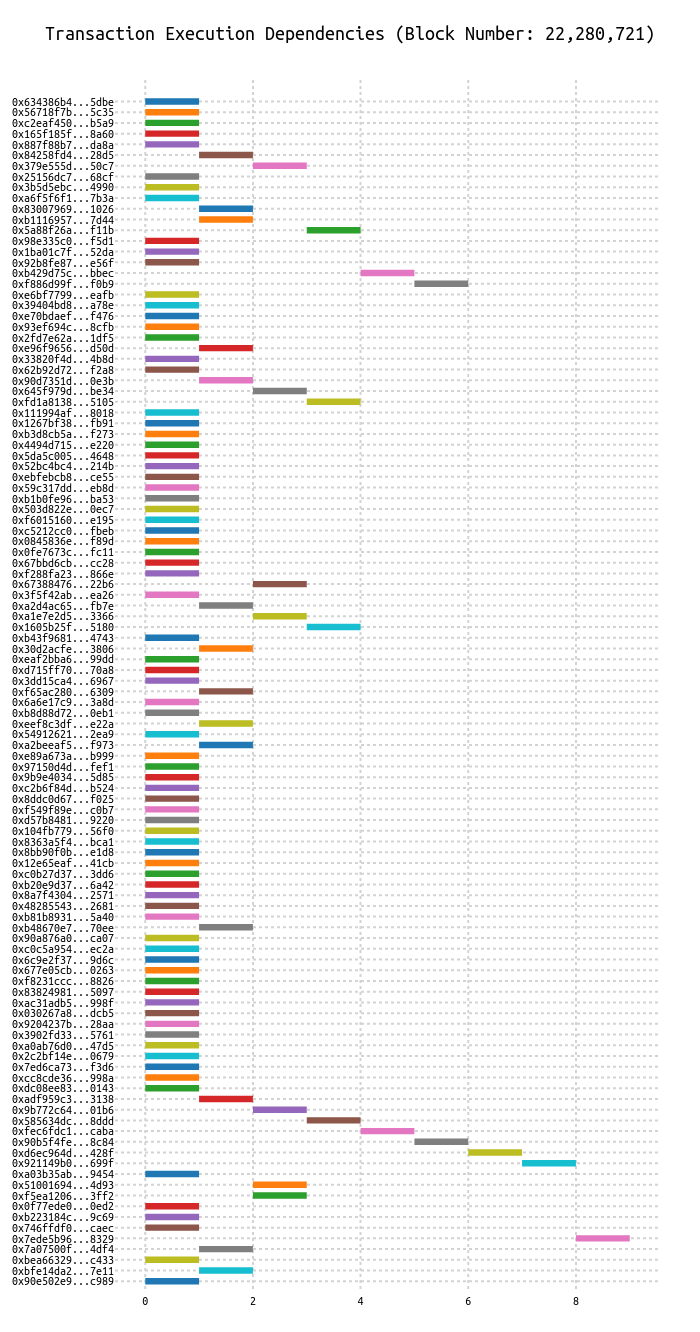 Transaction Execution Dependencies (Block Number: 22,280,721)
0x634386b4...5dbe
0x56718f7b...5c35
0xc2eaf450...b5a9
0x165f185f...8a60
0x887f88b7...da8a
0x84258fd4...28d5
0x379e555d...50c7
0x25156dc7...68cf
0x3b5d5ebc...4990
0xa6f5f6f1...7b3a
0x83007969...1026
0xb1116957...7d44
0x5a88f26a...f11b
0x98e335c0...f5d1
0x1ba01c7f...52da
0x92b8fe87...e56f
0xb429d75c...bbec
0xf886d99f...f0b9
0xe6bf7799...eafb
0x39404bd8...a78e
0xe70bdaef...f476
0x93ef694c...8cfb
0x2fd7e62a...1df5
0xe96f9656...d50d
0x33820f4d...4b8d
0x62b92d72...f2a8
0x90d7351d...0e3b
0x645f979d...be34
0xfd1a8138...5105
0x111994af...8018
0x1267bf38...fb91
0xb3d8cb5a...f273
0x4494d715...e220
0x5da5c005...4648
0x52bc4bc4...214b
0xebfebcb8...ce55
0x59c317dd...eb8d
0xb1b0fe96...ba53
0x503d822e...0ec7
0xf6015160...e195
0xc5212cc0...fbeb
0x0845836e...f89d
0x0fe7673c...fc11
0x67bbd6cb...cc28
0xf288fa23...866e
0x67388476...22b6
0x3f5f42ab...ea26
0xa2d4ac65...fb7e
0xa1e7e2d5...3366
0x1605b25f...5180
0xb43f9681...4743
0x30d2acfe...3806
0xeaf2bba6...99dd
0xd715ff70...70a8
0x3dd15ca4...6967
0xf65ac280...6309
0x6a6e17c9...3a8d
0xb8d88d72...0eb1
0xeef8c3df...e22a
0x54912621...2ea9
0xa2beeaf5...f973
0xe89a673a...b999
0x97150d4d...fef1
0x9b9e4034...5d85
0xc2b6f84d...b524
0x8ddc0d67...f025
0xf549f89e...c0b7
0xd57b8481...9220
0x104fb779...56f0
0x8363a5f4...bca1
0x8bb90f0b...e1d8
0x12e65eaf...41cb
0xc0b27d37...3dd6
0xb20e9d37...6a42
0x8a7f4304...2571
0x48285543...2681
0xb81b8931...5a40
0xb48670e7...70ee
0x90a876a0...ca07
0xc0c5a954...ec2a
0x6c9e2f37...9d6c
0x677e05cb...0263
0xf8231ccc...8826
0x83824981...5097
0xac31adb5...998f
0x030267a8...dcb5
0x9204237b...28aa
0x3902fd33...5761
0xa0ab76d0...47d5
0x2c2bf14e...0679
0x7ed6ca73...f3d6
0xcc8cde36...998a
0xdc08ee83...0143
0xadf959c3...3138
0x9b772c64...01b6
0x585634dc...8ddd
0xfec6fdc1...caba
0x90b5f4fe...8c84
0xd6ec964d...428f
0x921149b0...699f
0xa03b35ab...9454
0x51001694...4d93
0xf5ea1206...3ff2
0x0f77ede0...0ed2
0xb223184c...9c69
0x746ffdf0...caec
0x7ede5b96...8329
0x7a07500f...4df4
0xbea66329...c433
0xbfe14da2...7e11
0x90e502e9...c989
0 2 4 6 8